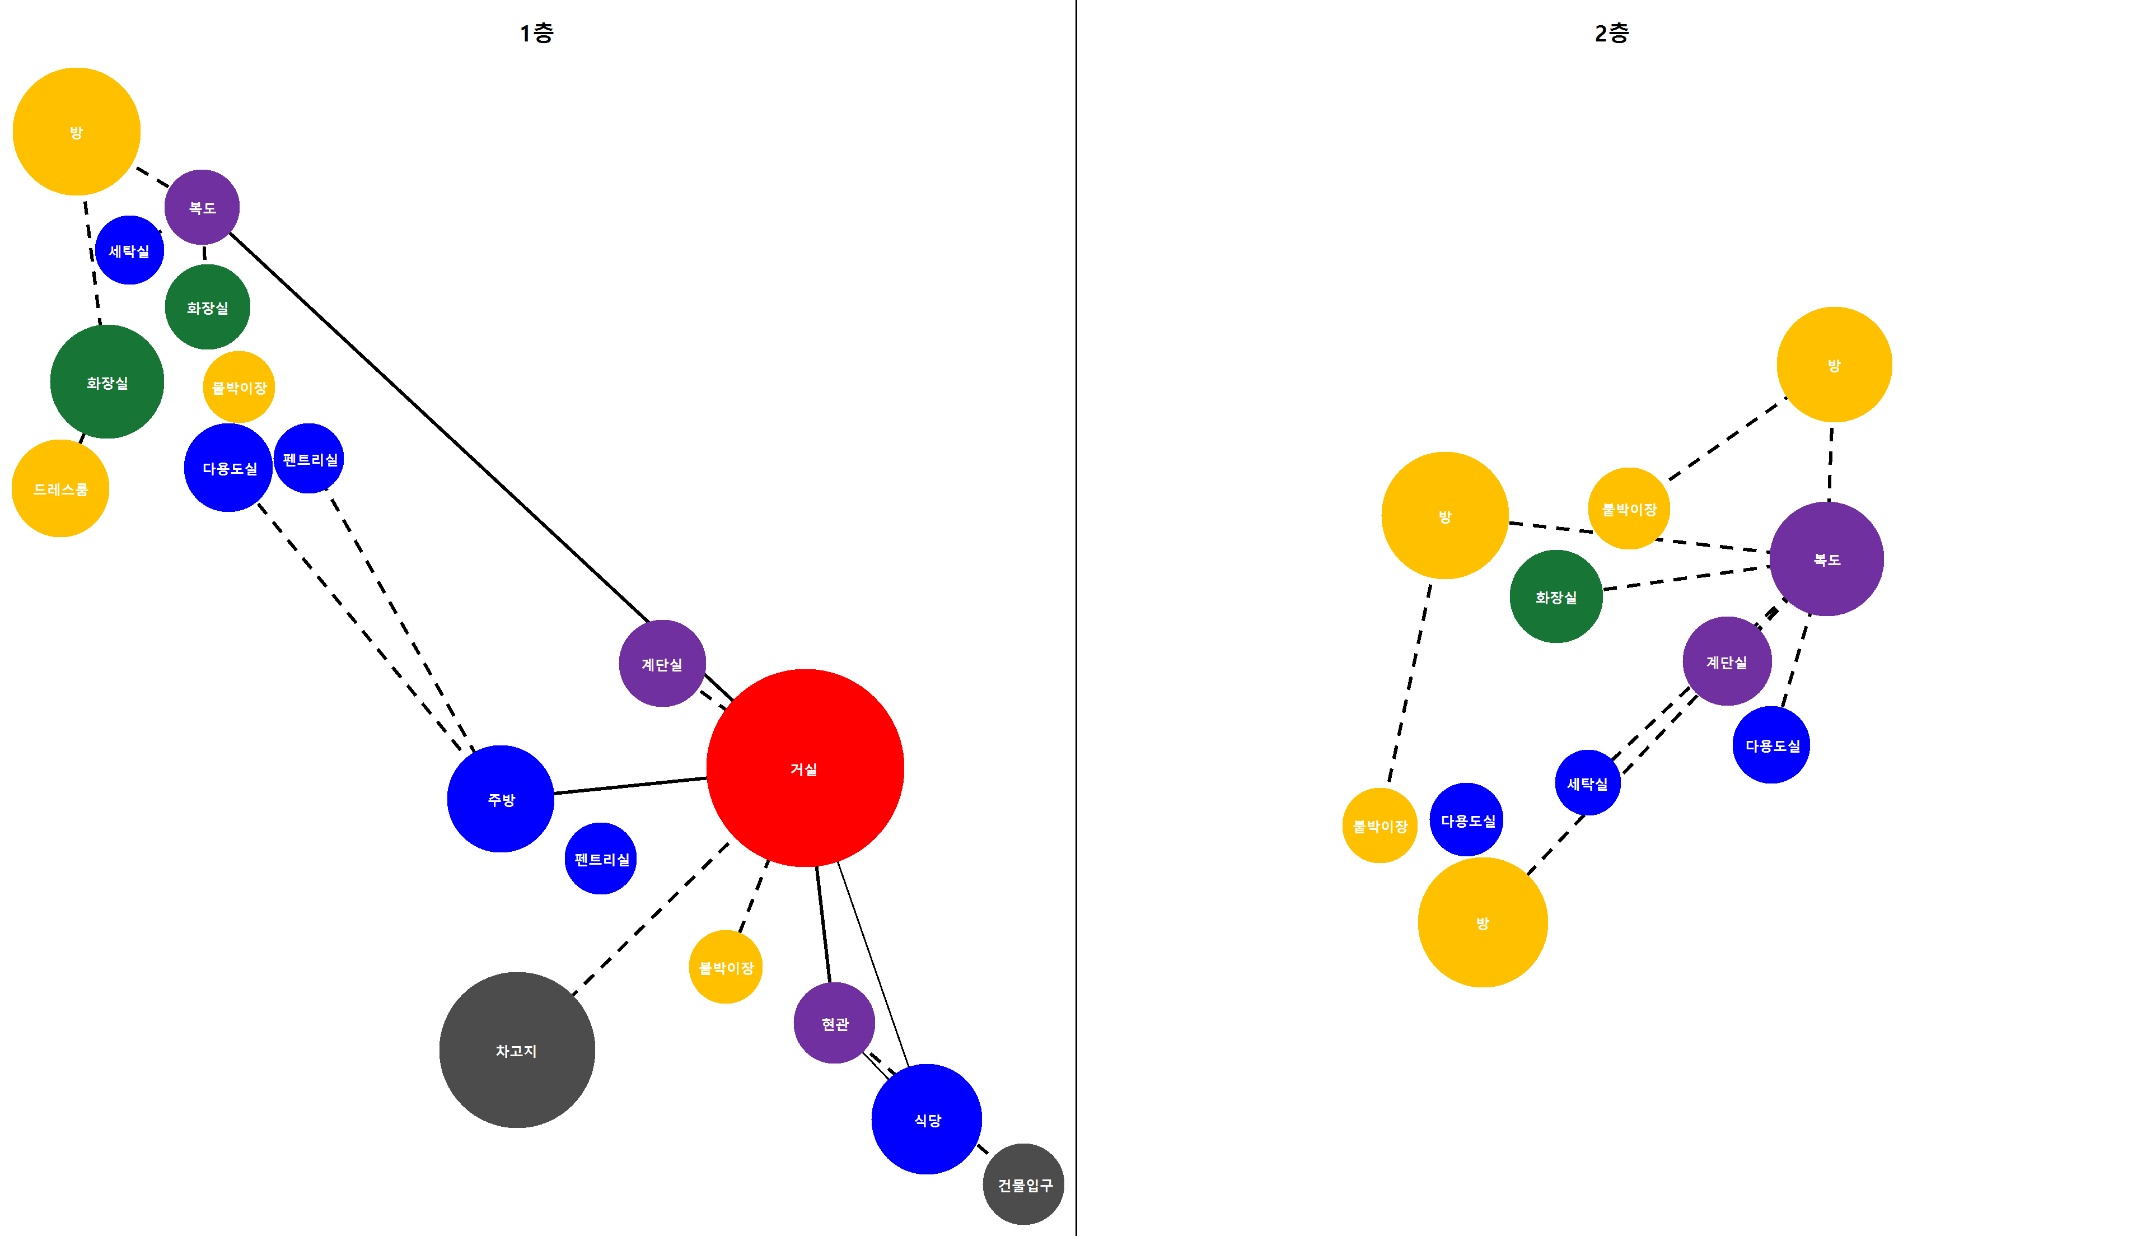 1층
방
복도
세탁실
화장실
화장실
붙박이장
다용도실
펜트리실
드레스룸
계단실
거실
주방
펜트리실
붙박이장
현관
차고지
식당
건물입구
2층
방
방
붙박이장
복도
화장실
계단실
다용도실
세탁실
붙박이장
다용도실
방